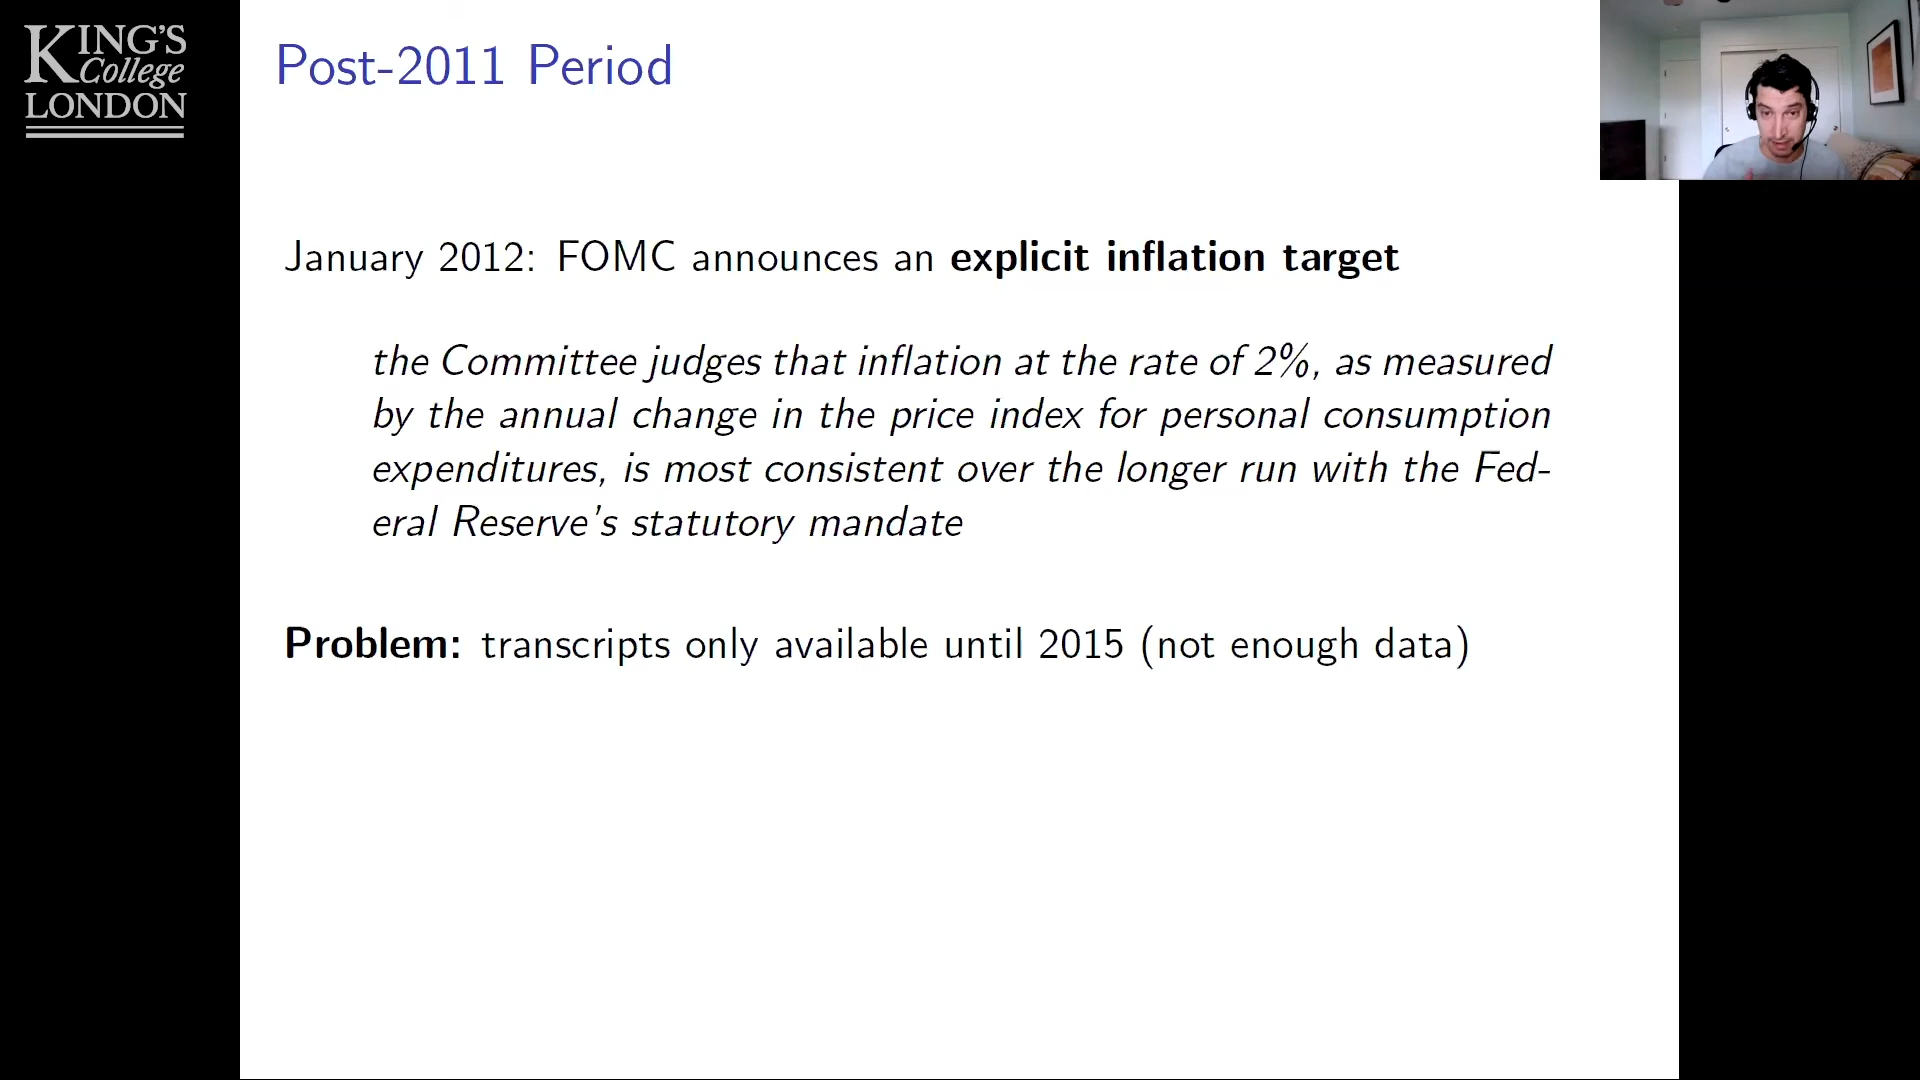 KING'S
College
LONDON
Post-2011 Period
January 2012: FOMC announces an explicit inflation target
the Committee judges that inflation at the rate of 2%, as measured
by the annual change in the price index for personal consumption
expenditures, is most consistent over the longer run with the Fed-
eral Reserve's statutory mandate
Problem: transcripts only available until 2015 (not enough data)